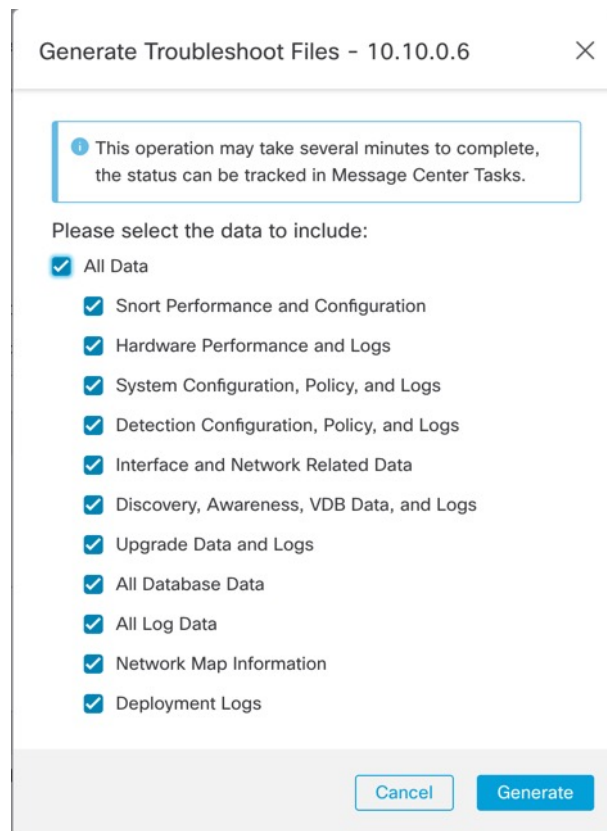 Generate Troubleshoot Files - 10.10.0.6
This operation may take several minutes to complete,
the status can be tracked in Message Center Tasks.
Please select the data to include:
All Data
Snort Performance and Configuration
Hardware Performance and Logs
System Configuration, Policy, and Logs
Detection Configuration, Policy, and Logs
Interface and Network Related Data
Discovery, Awareness, VDB Data, and Logs
Upgrade Data and Logs
All Database Data
All Log Data
Network Map Information
Deployment Logs
Cancel
Generate